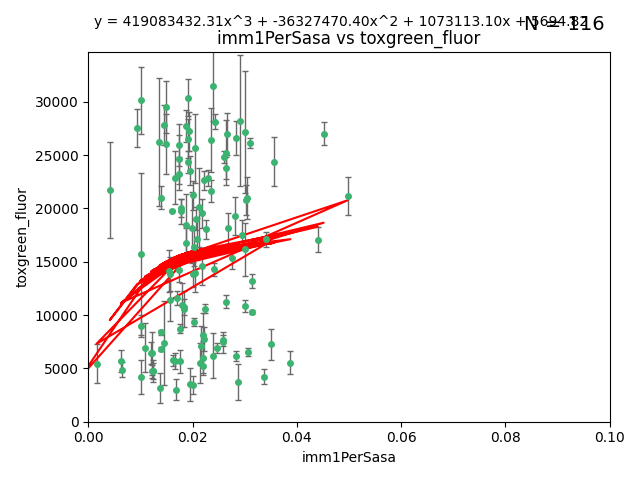 y = 419083432.31x^3 + -36327470.40x^2 + 1073113.10x + 5694.82
N = 116
imm1PerSasa vs toxgreen_fluor
toxgreen_fluor
30000
25000
20000
15000
10000
5000
0
0.00 0.02 0.04 0.06 0.08 0.10
imm1PerSasa